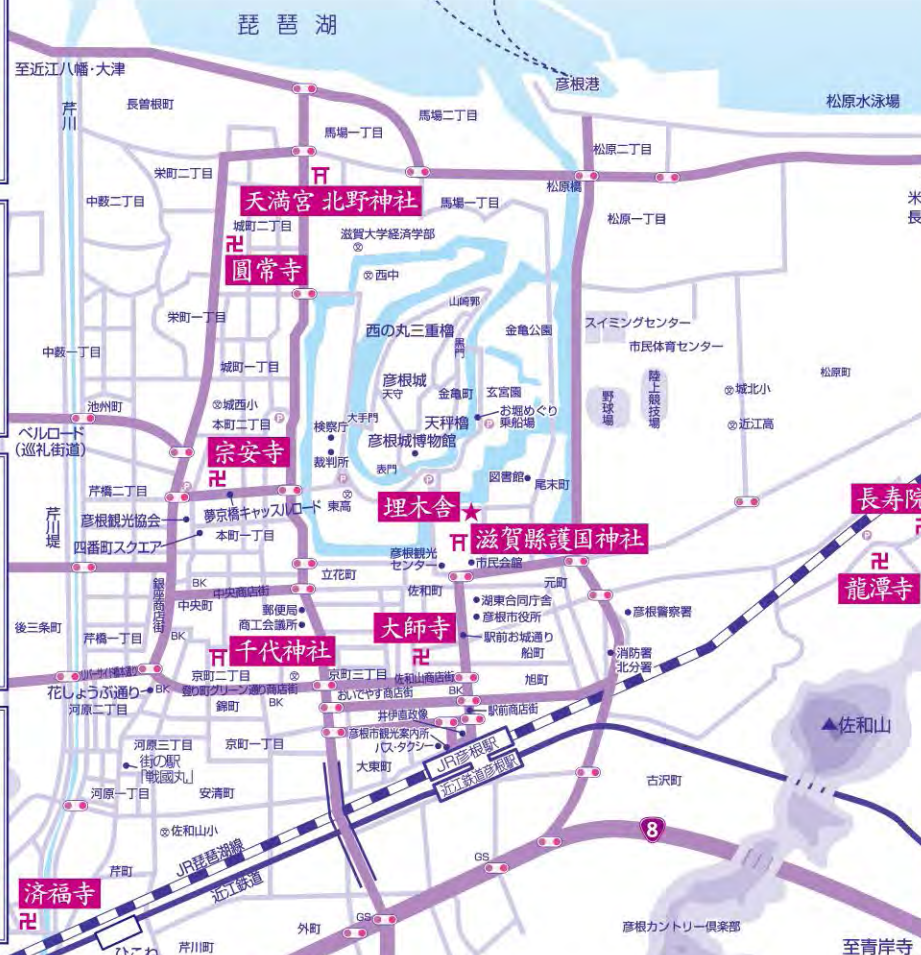 琵琶湖
至近江八幡・大津
彦根港
松原水泳場
長曽根町
芹川
馬場二丁目
馬場一丁目
松原二丁目
栄町二丁目
松原橋
天満宮 北野神社
中藪二丁目
馬場一丁目
松原一丁目
米
長
城町二丁目
滋賀大学経済学部
圓常寺
西中
山崎郭
栄町一丁目
西の丸三重櫓
黒門
金亀公園
スイミングセンター
市民体育センター
中藪一丁目
城町一丁目
彦根城
天守
金亀町
玄宮園
野球場
陸上競技場
城北小
松原町
池州町
城西小
本町二丁目
P
大手門
天秤櫓
お堀めぐり
乗船場
P
近江高
ベルロード
(巡礼街道)
検察庁
彦根城博物館
宗安寺
裁判所
表門
図書館
尾末町
芹橋二丁目
P
夢京橋キャッスルロード
東高
P
P
埋木舎
長寿院
芹川堤
彦根観光協会
四番町スクエア
本町一丁目
滋賀縣護国神社
P
彦根観光
センター
市民会館
龍潭寺
立花町
佐和町
元町
銀座商店街
BK
中央商店街
中央町
郵便局
商工会議所
湖東合同庁舎
彦根市役所
彦根警察署
後三条町
芹橋一丁目
BK
大師寺
駅前お城通り
船町
消防署
北分署
千代神社
京町二丁目
京町三丁目
佐和山商店街
旭町
花しょうぶ通り
BK
登り町グリーン通り商店街
おいでやす商店街
BK
河原二丁目
錦町
BK
井伊直政像
駅前商店街
佐和山
彦根市観光案内所
バス・タクシー
河原三丁目
京町一丁目
街の駅
「戦國丸」
大東町
JR彦根駅
近江鉄道彦根駅
河原一丁目
安清町
古沢町
佐和山小
8
JR琵琶湖線
近江鉄道
芹町
GS
済福寺
外町
GS
彦根カントリー倶楽部
ひこね
芹川町
至青岸寺